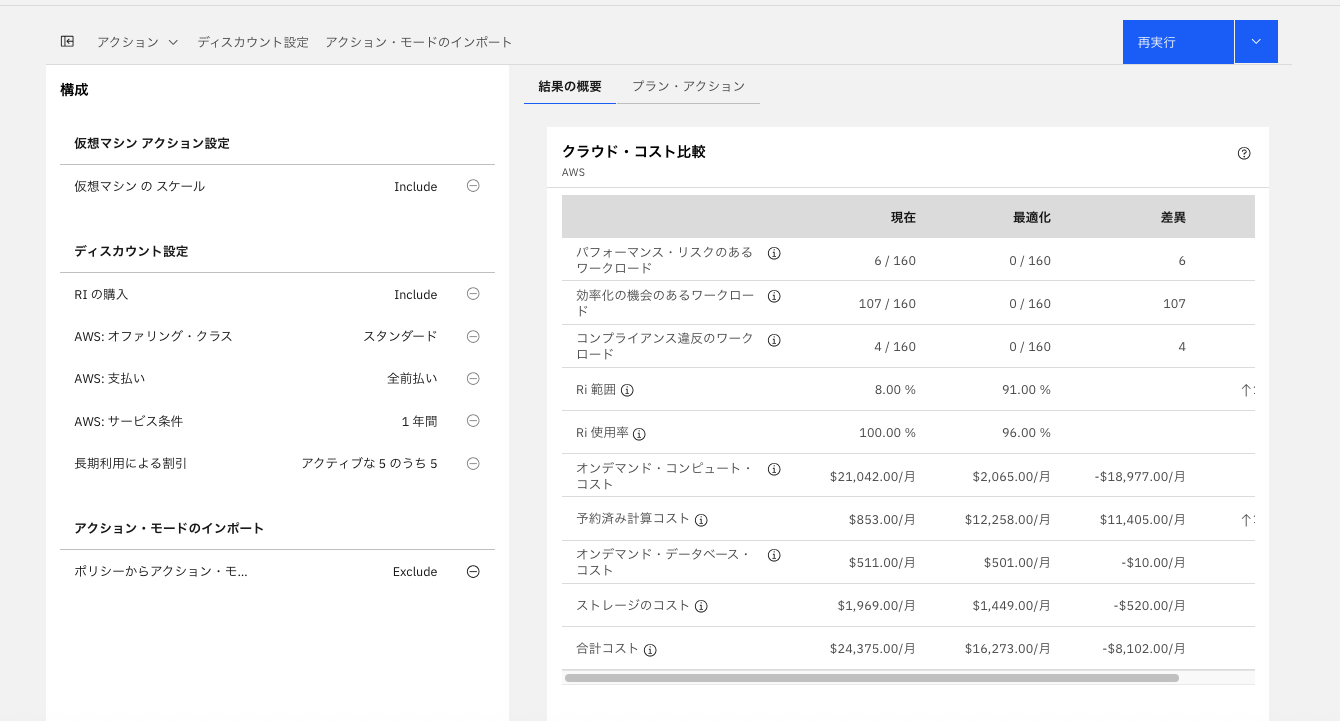 アクション ディスカウント設定 アクション・モードのインポート 再実行
構成
仮想マシン アクション設定
仮想マシン の スケール Include
ディスカウント設定
RI の購入 Include
AWS: オファリング・クラス スタンダード
AWS: 支払い 全前払い
AWS: サービス条件 1 年間
長期利用による割引 アクティブな 5 のうち 5
アクション・モードのインポート
ポリシーからアクション・モ... Exclude
結果の概要 プラン・アクション
クラウド・コスト比較
AWS
現在 最適化 差異
パフォーマンス・リスクのある
ワークロード 6 / 160 0 / 160 6
効率化の機会のあるワークロー
ド 107 / 160 0 / 160 107
コンプライアンス違反のワーク
ロード 4 / 160 0 / 160 4
Ri 範囲 8.00 % 91.00 % ↑
Ri 使用率 100.00 % 96.00 %
オンデマンド・コンピュート・
コスト $21,042.00/月 $2,065.00/月 -$18,977.00/月
予約済み計算コスト $853.00/月 $12,258.00/月 $11,405.00/月 ↑
オンデマンド・データベース・
コスト $511.00/月 $501.00/月 -$10.00/月
ストレージのコスト $1,969.00/月 $1,449.00/月 -$520.00/月
合計コスト $24,375.00/月 $16,273.00/月 -$8,102.00/月